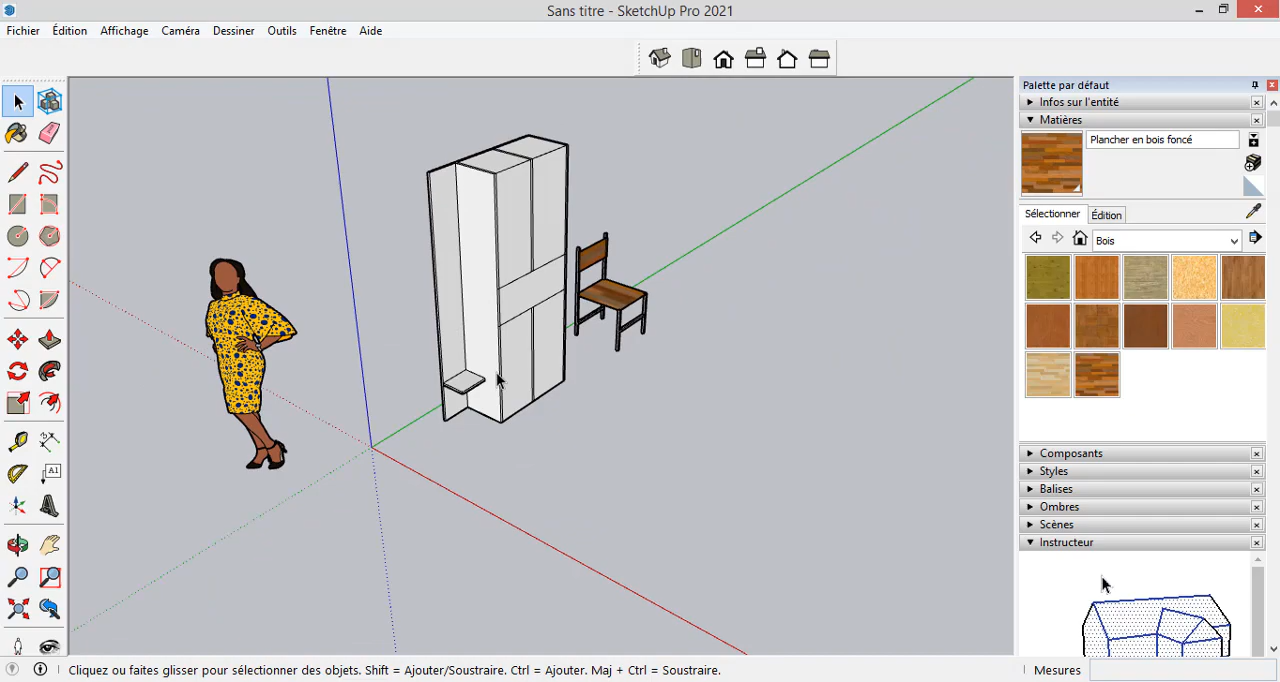 Sans titre - SketchUp Pro 2021
Fichier Édition Affichage Caméra Dessiner Outils Fenêtre Aide
Palette par défaut
Infos sur l'entité
Matières
Plancher en bois foncé
Sélectionner Édition
Bois
Composants
Styles
Balises
Ombres
Scènes
Instructeur
A1
Cliquez ou faites glisser pour sélectionner des objets. Shift = Ajouter/Soustraire. Ctrl = Ajouter. Maj + Ctrl = Soustraire.
Mesures